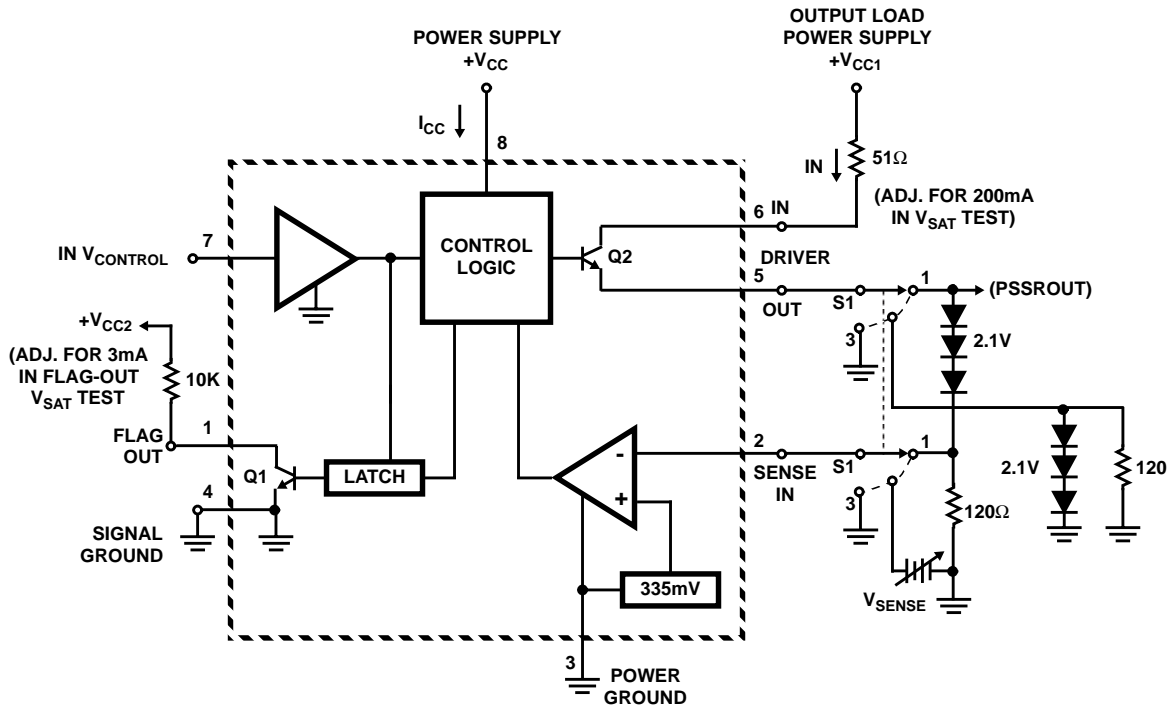 POWER SUPPLY
+VCC
OUTPUT LOAD
POWER SUPPLY
+VCC1
ICC
8
IN
51Ω
(ADJ. FOR 200mA
IN VSAT TEST)
6
IN
7
IN VCONTROL
CONTROL
LOGIC
Q2
DRIVER
5
OUT
S1
1
(PSSROUT)
3
2.1V
+VCC2
(ADJ. FOR 3mA
IN FLAG-OUT
VSAT TEST
10K
FLAG
OUT
1
Q1
LATCH
-
+
2
SENSE
IN
S1
1
3
2.1V
120
120Ω
4
SIGNAL
GROUND
335mV
VSENSE
3
POWER
GROUND